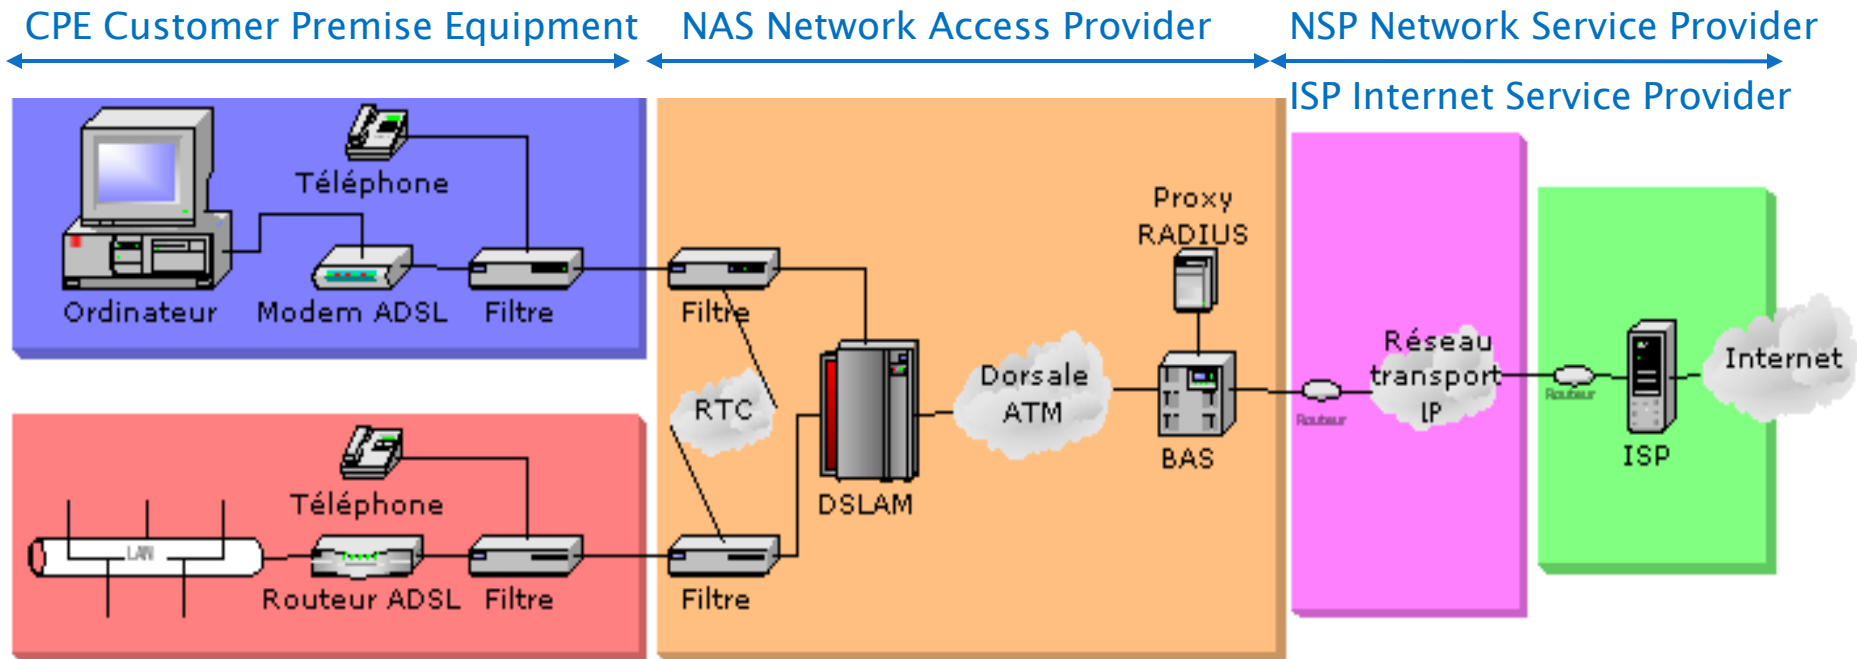 CPE Customer Premise Equipment
NAS Network Access Provider
NSP Network Service Provider
ISP Internet Service Provider
Téléphone
Ordinateur
Modem ADSL
Filtre
Téléphone
LAN
Routeur ADSL
Filtre
Filtre
RTC
Filtre
DSLAM
Dorsale
ATM
Proxy
RADIUS
BAS
Routeur
Réseau
transport
IP
Routeur
ISP
Internet